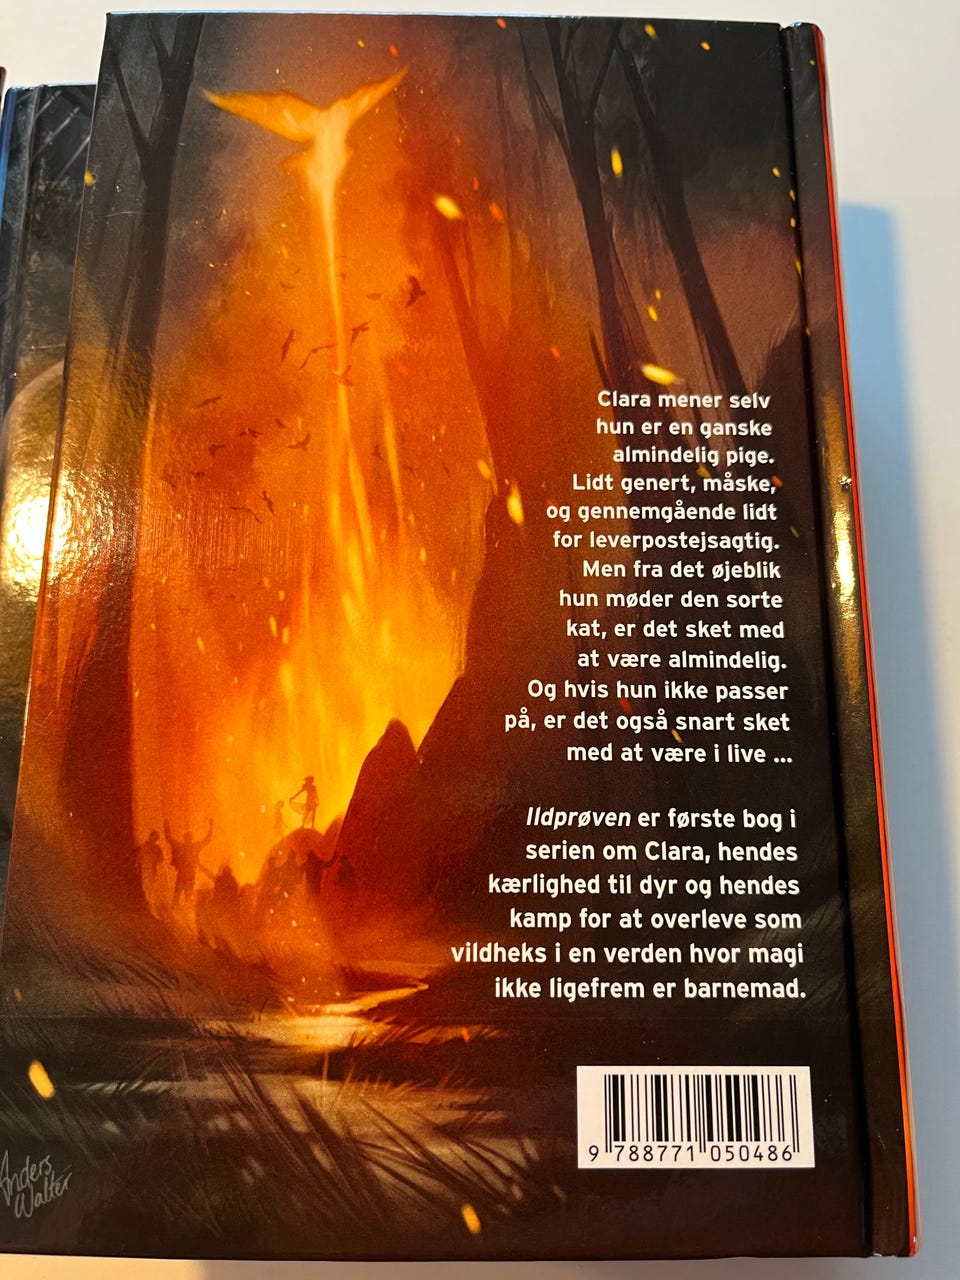 Clara mener selv
hun er en ganske
almindelig pige.
Lidt genert, måske,
og gennemgående lidt
for leverpostejsagtig.
Men fra det øjeblik
hun møder den sorte
kat, er det sket med
at være almindelig.
Og hvis hun ikke passer
på, er det også snart sket
med at være i live ...
Ildprøven er første bog i
serien om Clara, hendes
kærlighed til dyr og hendes
kamp for at overleve som
vildheks i en verden hvor magi
ikke ligefrem er barnemad.
9 788771 050486
Anders
Walter